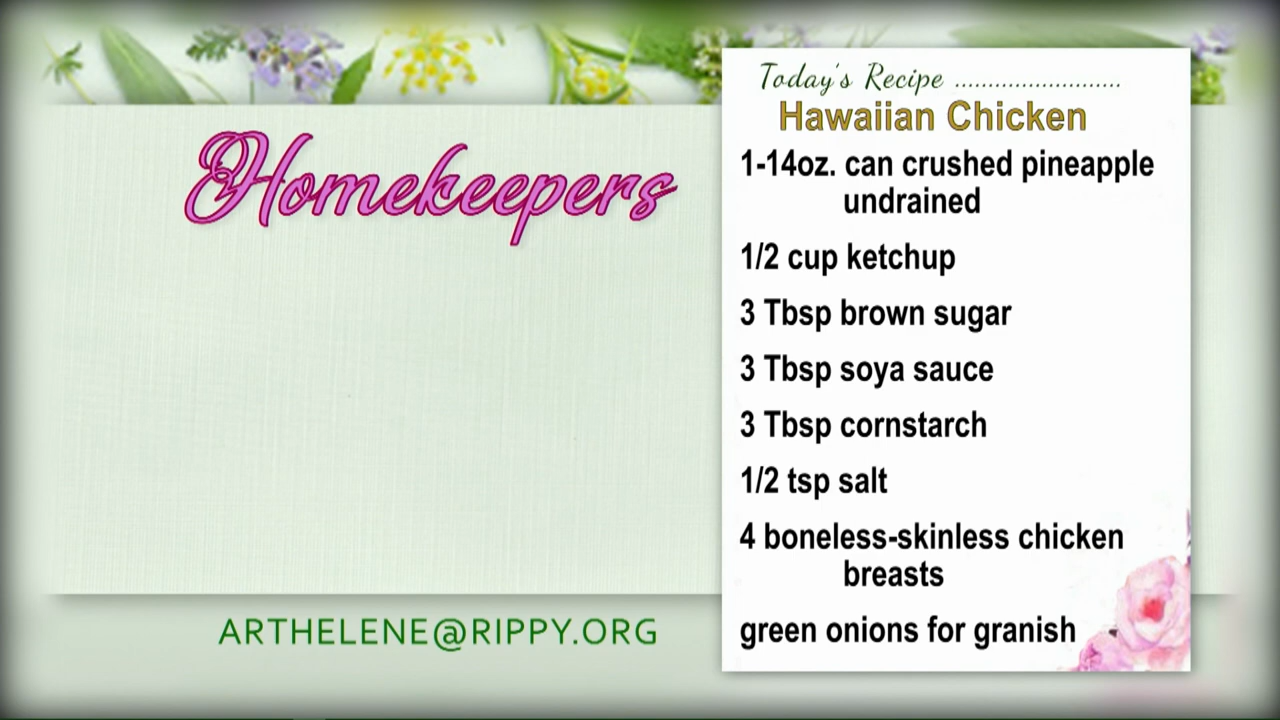 Homekeepers
ARTHELENE@RIPPY.ORG
Today's Recipe ........................
Hawaiian Chicken
1-14oz. can crushed pineapple
undrained
1/2 cup ketchup
3 Tbsp brown sugar
3 Tbsp soya sauce
3 Tbsp cornstarch
1/2 tsp salt
4 boneless-skinless chicken
breasts
green onions for granish